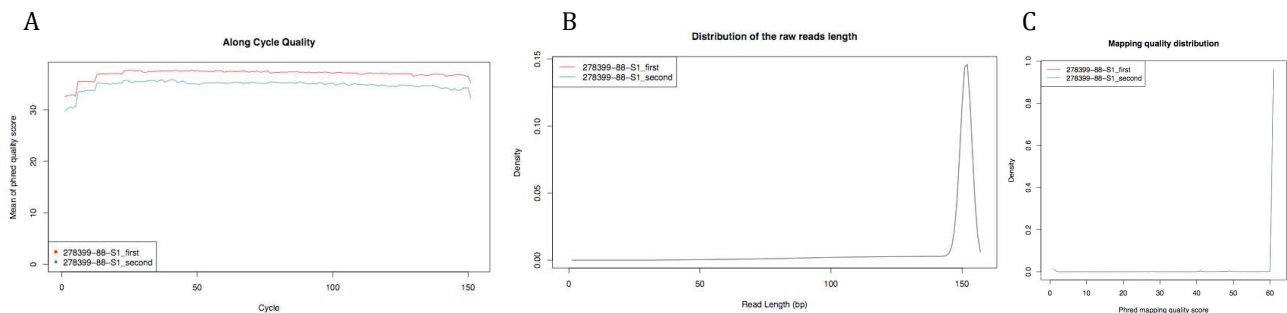 A
Along Cycle Quality
Mean of phred quality score
30
20
10
0
278399-88-S1_first
278399-88-S1_second
0 50 100 150
Cycle
B
Distribution of the raw reads length
278399-88-S1_first
278399-88-S1_second
Density
0.15
0.10
0.05
0.00
0 50 100 150
Read Length (bp)
C
Mapping quality distribution
278399-88-S1_first
278399-88-S1_second
Density
1.0
0.8
0.6
0.4
0.2
0.0
0 10 20 30 40 50 60
Phred mapping quality score